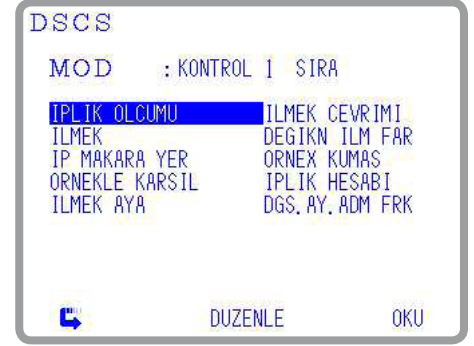 DSCS
MOD : KONTROL 1 SIRA
IPLIK OLCUMU ILMEK CEVRIMI
ILMEK DEGIKN ILM FAR
IP MAKARA YER ORNEX KUMAS
ORNEKLE KARSIL IPLIK HESABI
ILMEK AYA DGS.AY.ADM FRK
DUZENLE OKU